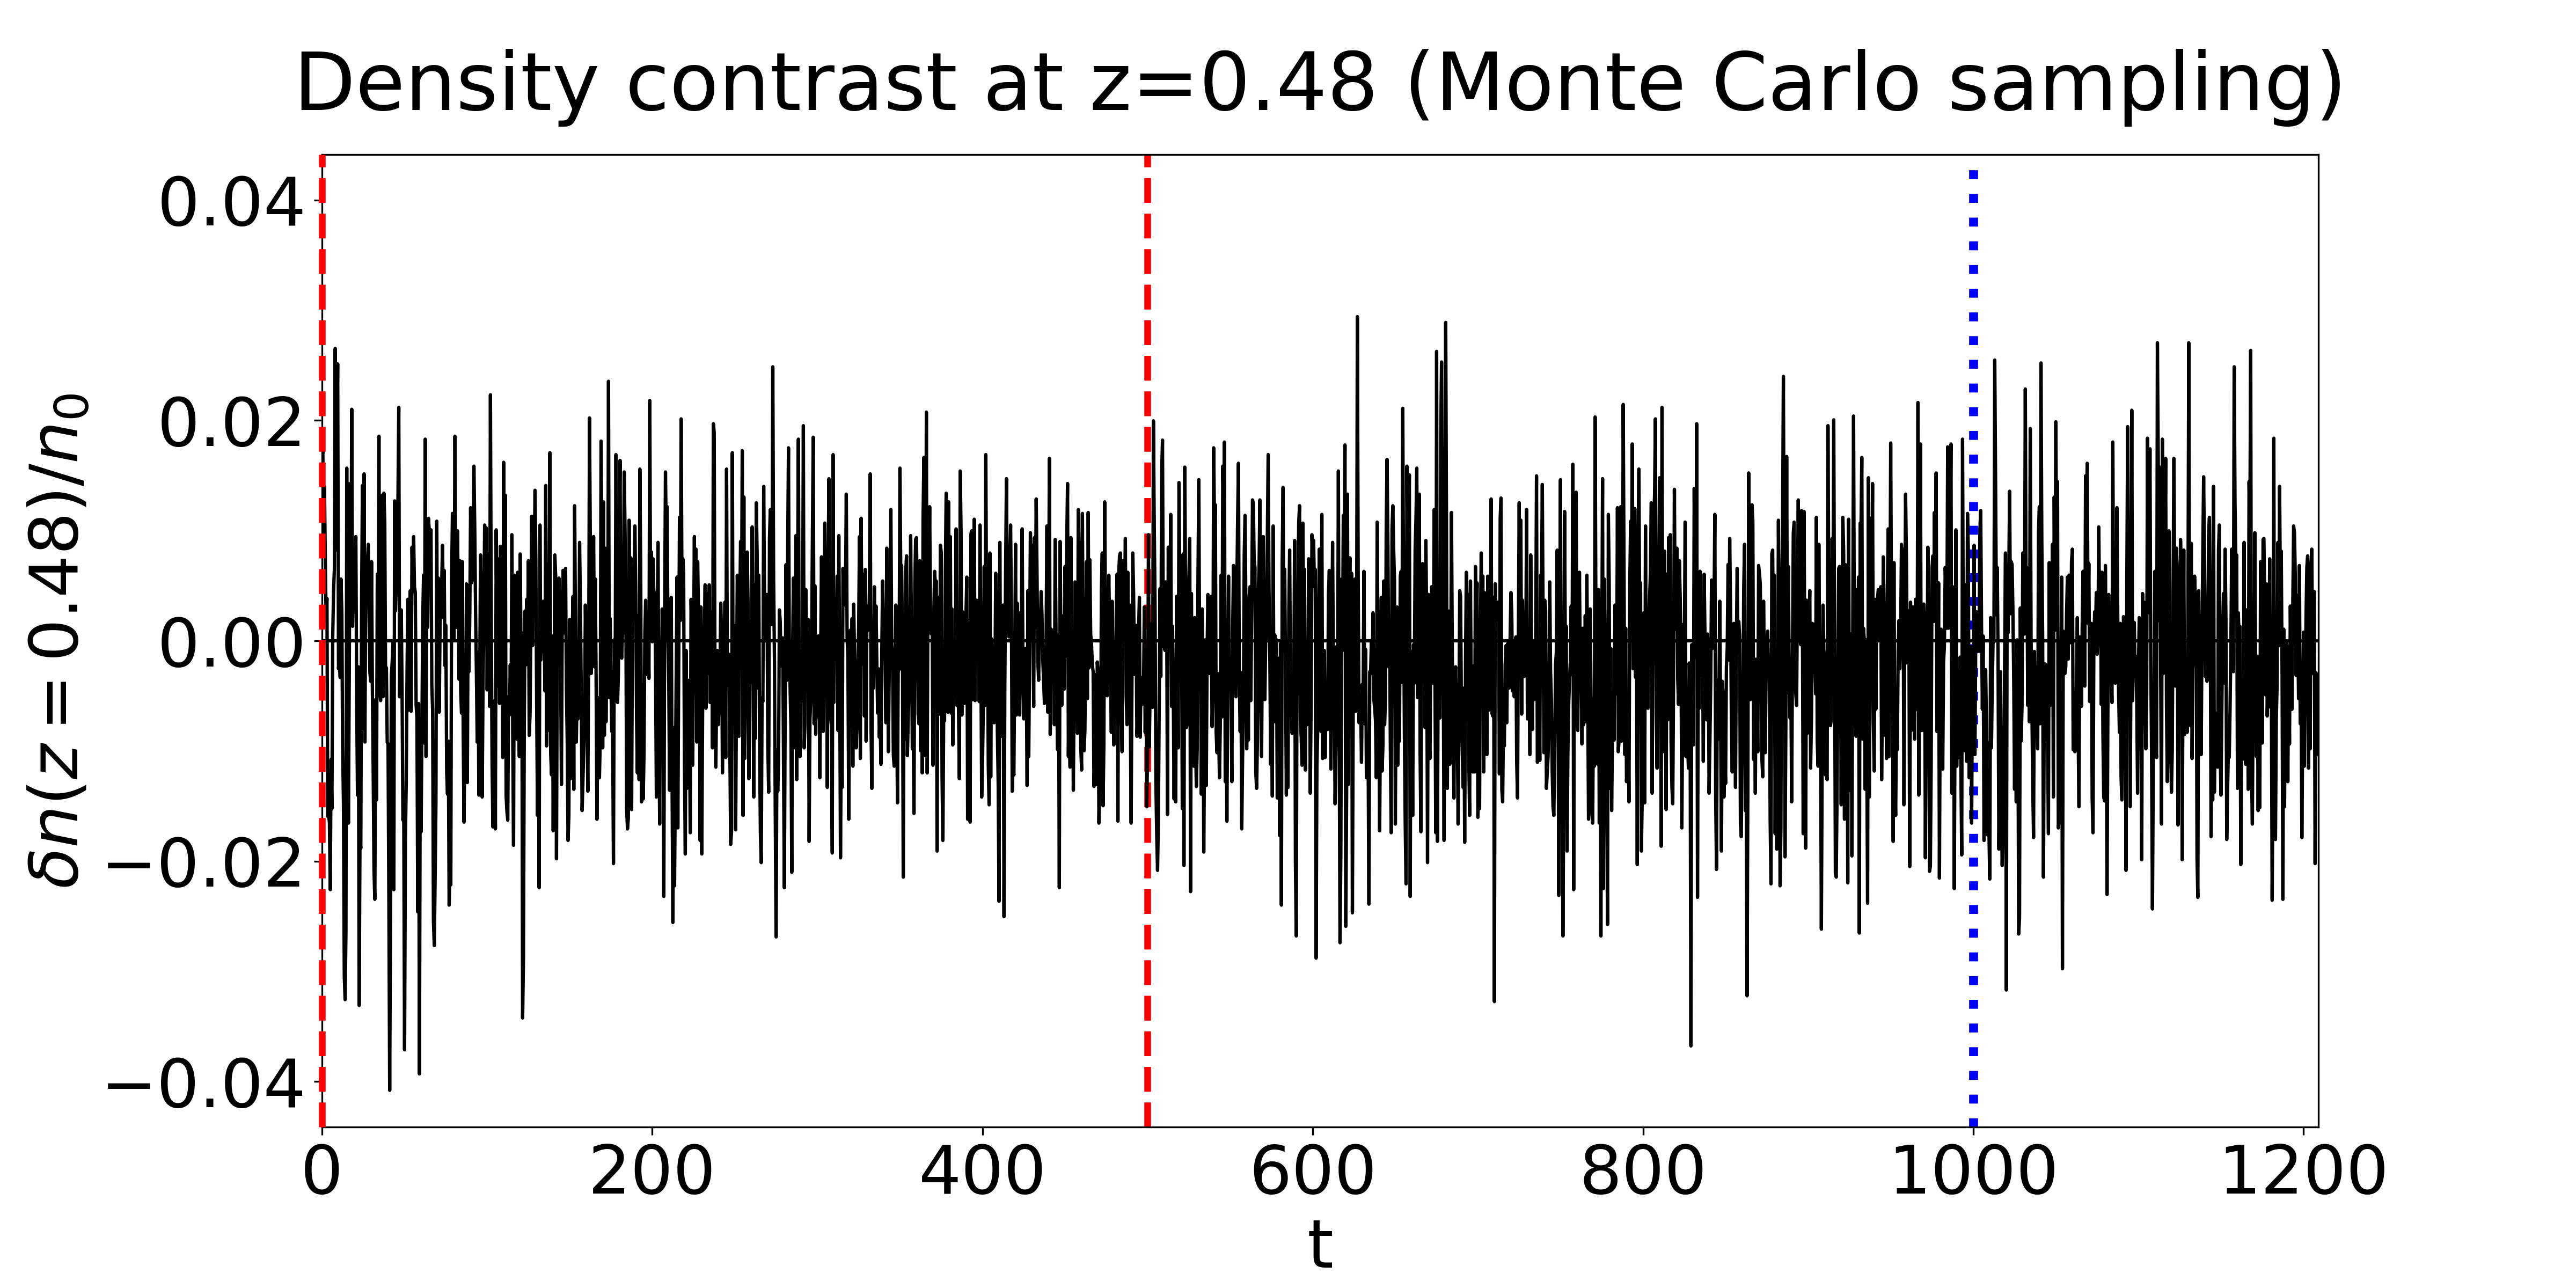 Density contrast at z=0.48 (Monte Carlo sampling)
δn(z = 0.48)/n₀
0.04
0.02
0.00
−0.02
−0.04
0 200 400 600 800 1000 1200
t